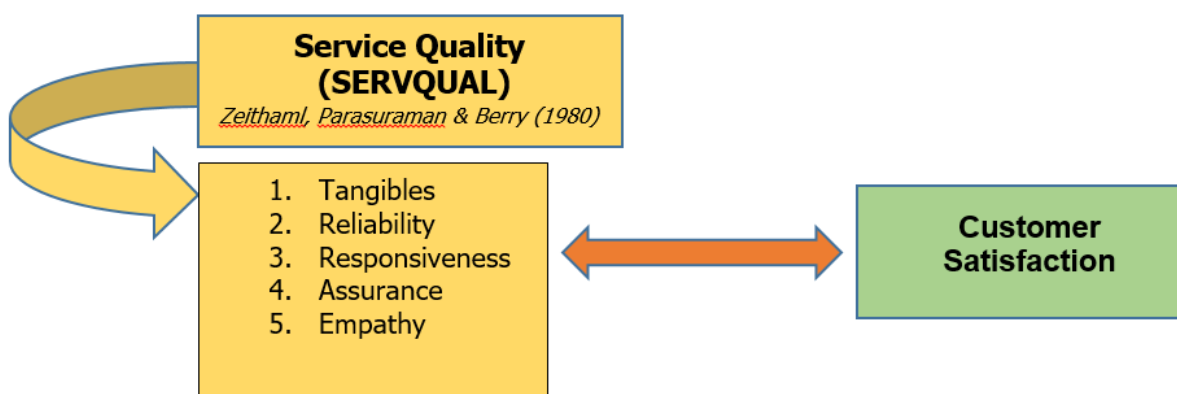 Service Quality
(SERVQUAL)
Zeithaml, Parasuraman & Berry (1980)
1. Tangibles
2. Reliability
3. Responsiveness
4. Assurance
5. Empathy
Customer
Satisfaction